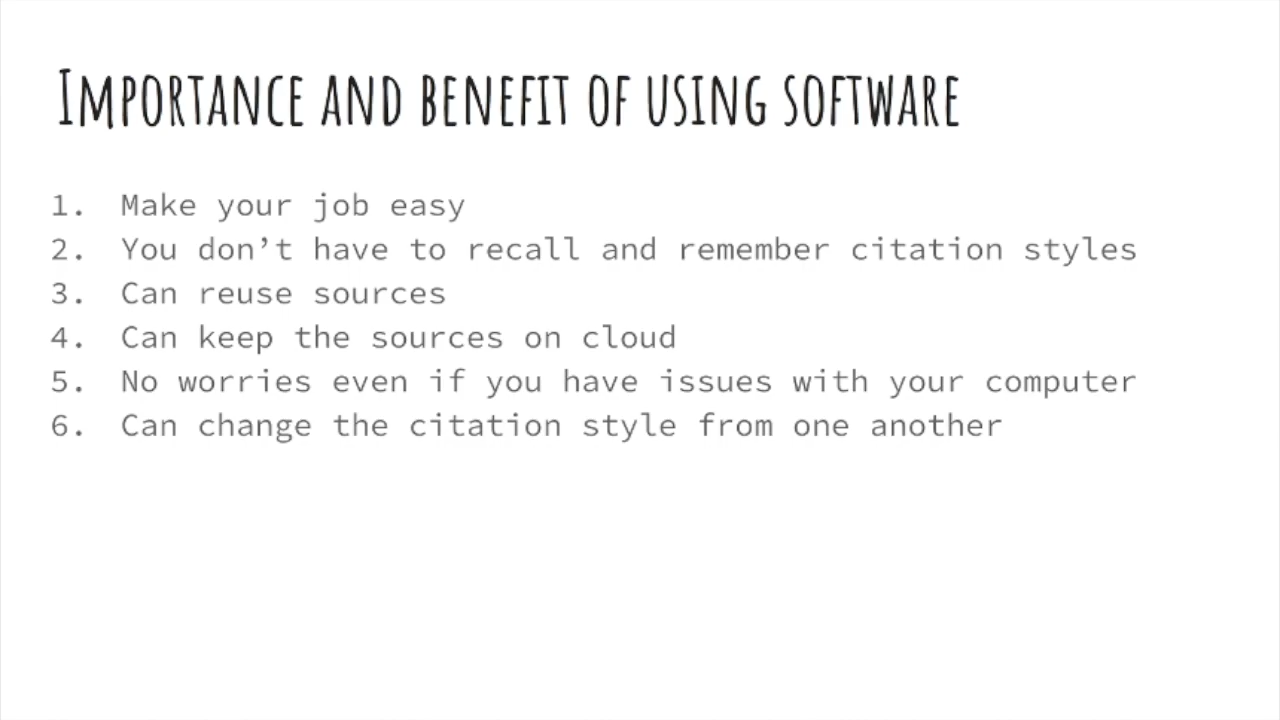 Importance and benefit of using software
1. Make your job easy
2. You don’t have to recall and remember citation styles
3. Can reuse sources
4. Can keep the sources on cloud
5. No worries even if you have issues with your computer
6. Can change the citation style from one another